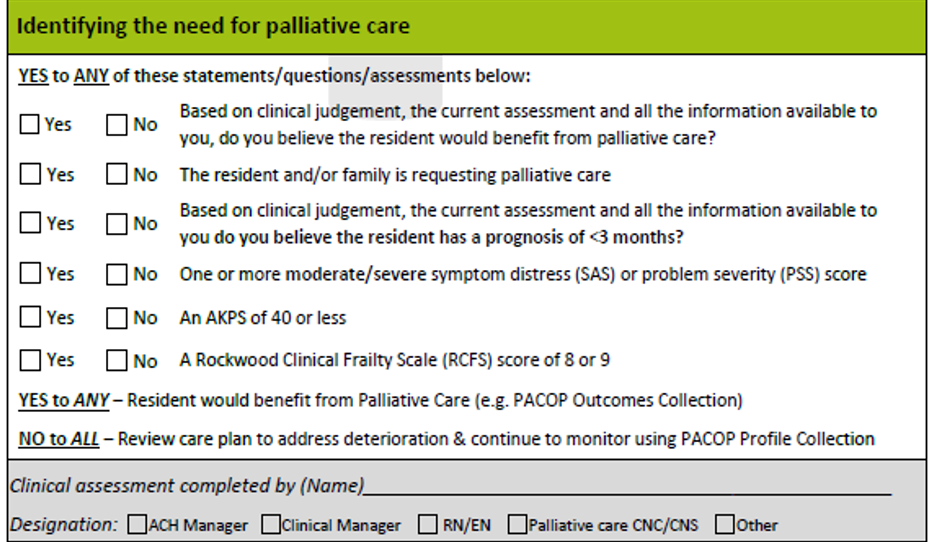 Identifying the need for palliative care
YES to ANY of these statements/questions/assessments below:
Yes No Based on clinical judgement, the current assessment and all the information available to
you, do you believe the resident would benefit from palliative care?
Yes No The resident and/or family is requesting palliative care
Yes No Based on clinical judgement, the current assessment and all the information available to
you do you believe the resident has a prognosis of <3 months?
Yes No One or more moderate/severe symptom distress (SAS) or problem severity (PSS) score
Yes No An AKPS of 40 or less
Yes No A Rockwood Clinical Frailty Scale (RCFS) score of 8 or 9
YES to ANY – Resident would benefit from Palliative Care (e.g. PACOP Outcomes Collection)
NO to ALL – Review care plan to address deterioration & continue to monitor using PACOP Profile Collection
Clinical assessment completed by (Name)
Designation: ACH Manager Clinical Manager RN/EN Palliative care CNC/CNS Other